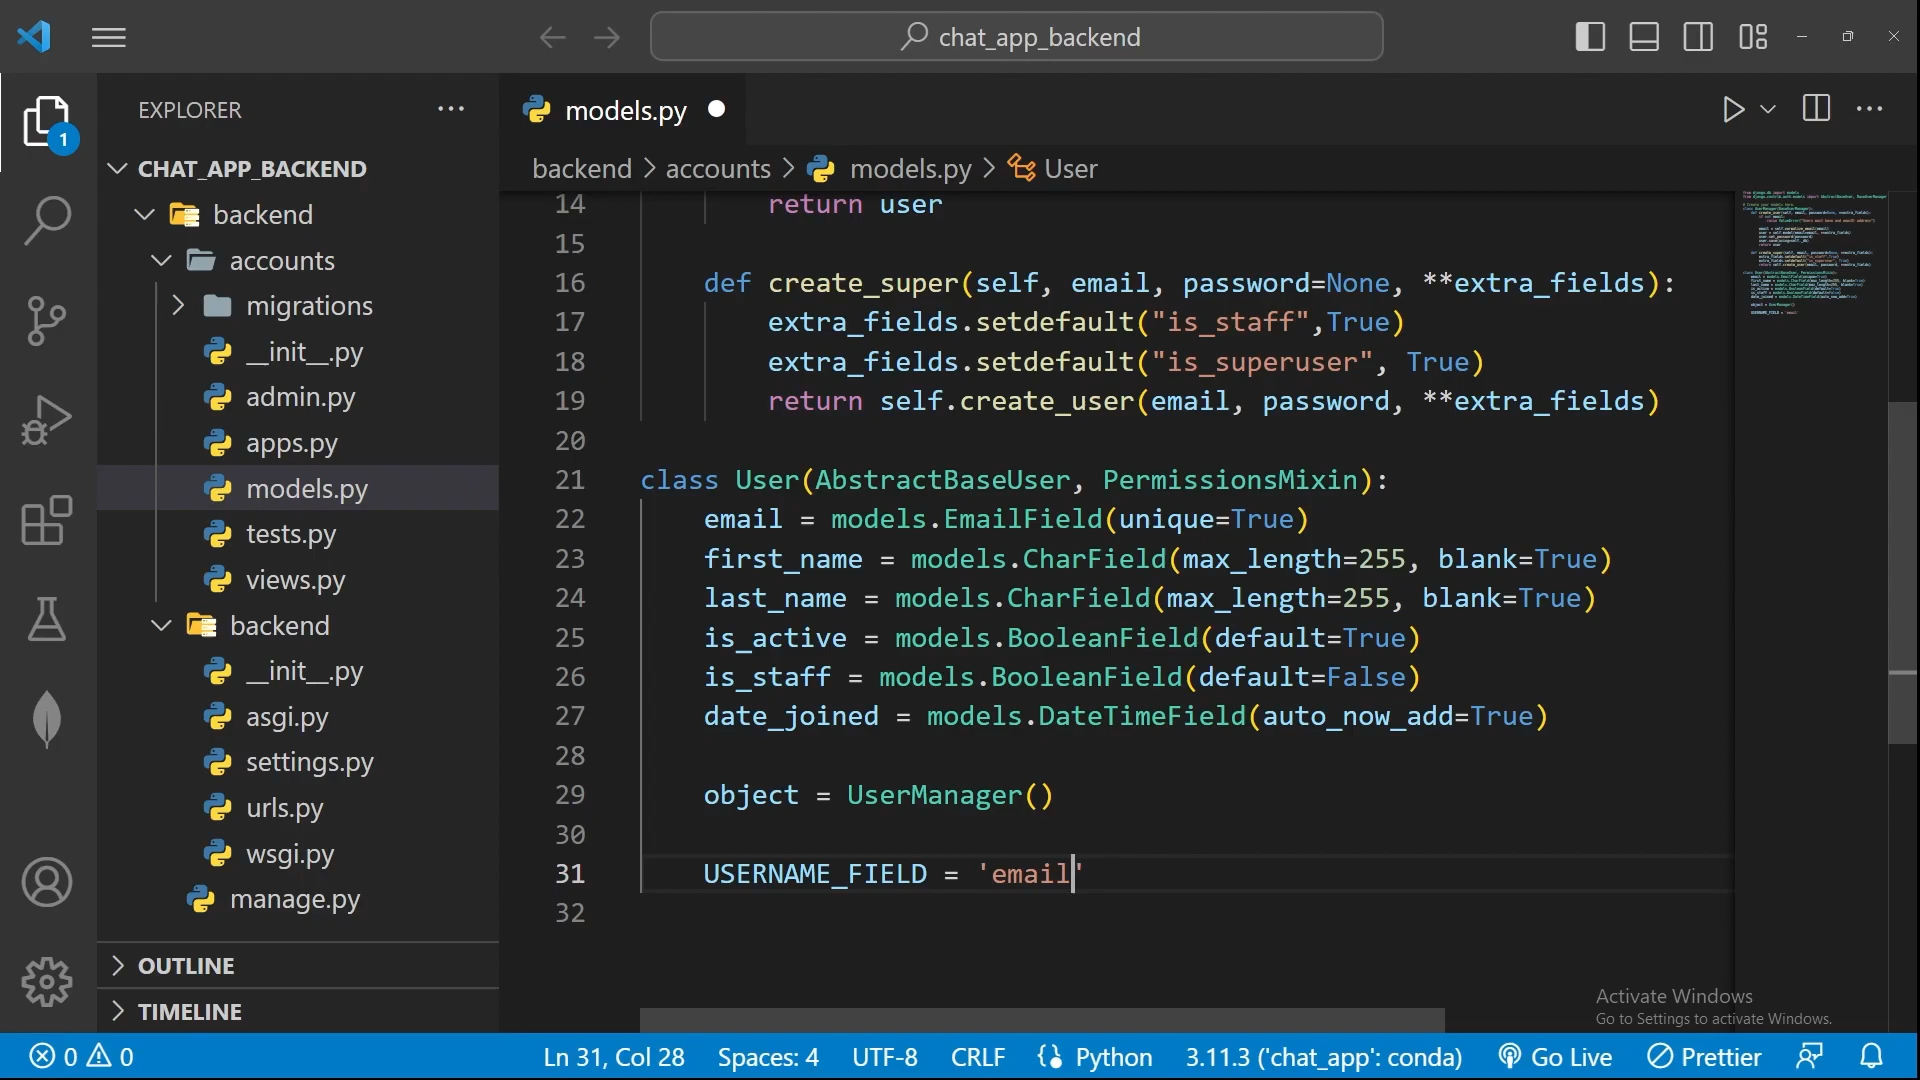 chat_app_backend
EXPLORER
1
CHAT_APP_BACKEND
backend
accounts
migrations
__init__.py
admin.py
apps.py
models.py
tests.py
views.py
backend
__init__.py
asgi.py
settings.py
urls.py
wsgi.py
manage.py
OUTLINE
TIMELINE
models.py
backend > accounts > models.py > User
14 return user
15
16 def create_super(self, email, password=None, **extra_fields):
17 extra_fields.setdefault("is_staff",True)
18 extra_fields.setdefault("is_superuser", True)
19 return self.create_user(email, password, **extra_fields)
20
21 class User(AbstractBaseUser, PermissionsMixin):
22 email = models.EmailField(unique=True)
23 first_name = models.CharField(max_length=255, blank=True)
24 last_name = models.CharField(max_length=255, blank=True)
25 is_active = models.BooleanField(default=True)
26 is_staff = models.BooleanField(default=False)
27 date_joined = models.DateTimeField(auto_now_add=True)
28
29 object = UserManager()
30
31 USERNAME_FIELD = 'email'
32
Activate Windows
Go to Settings to activate Windows.
0 0 Ln 31, Col 28 Spaces: 4 UTF-8 CRLF Python 3.11.3 ('chat_app': conda) Go Live Prettier